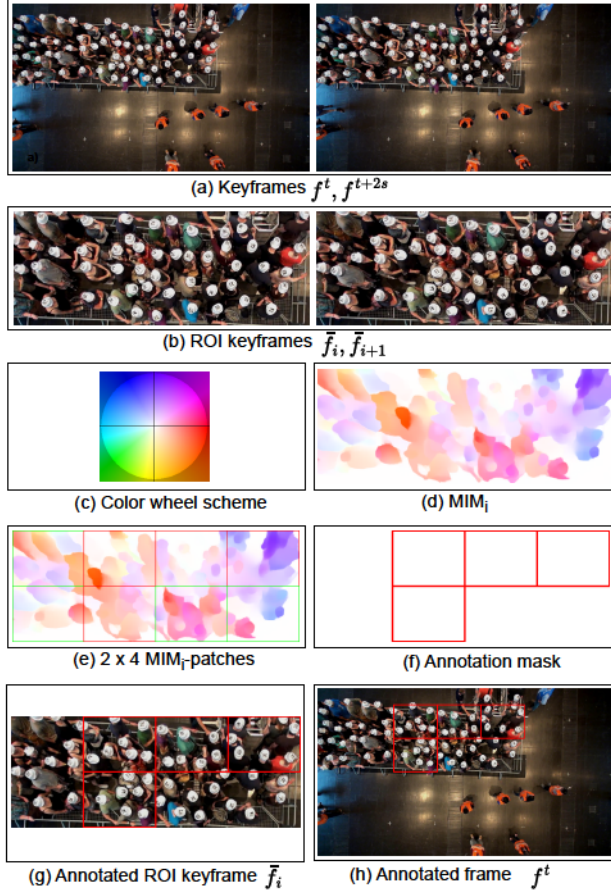 a)
(a) Keyframes f^t, f^{t+2s}
(b) ROI keyframes f̄_i, f̄_{i+1}
(c) Color wheel scheme
(d) MIM_i
(e) 2 x 4 MIM_i-patches
(f) Annotation mask
(g) Annotated ROI keyframe f̄_i
(h) Annotated frame f^t